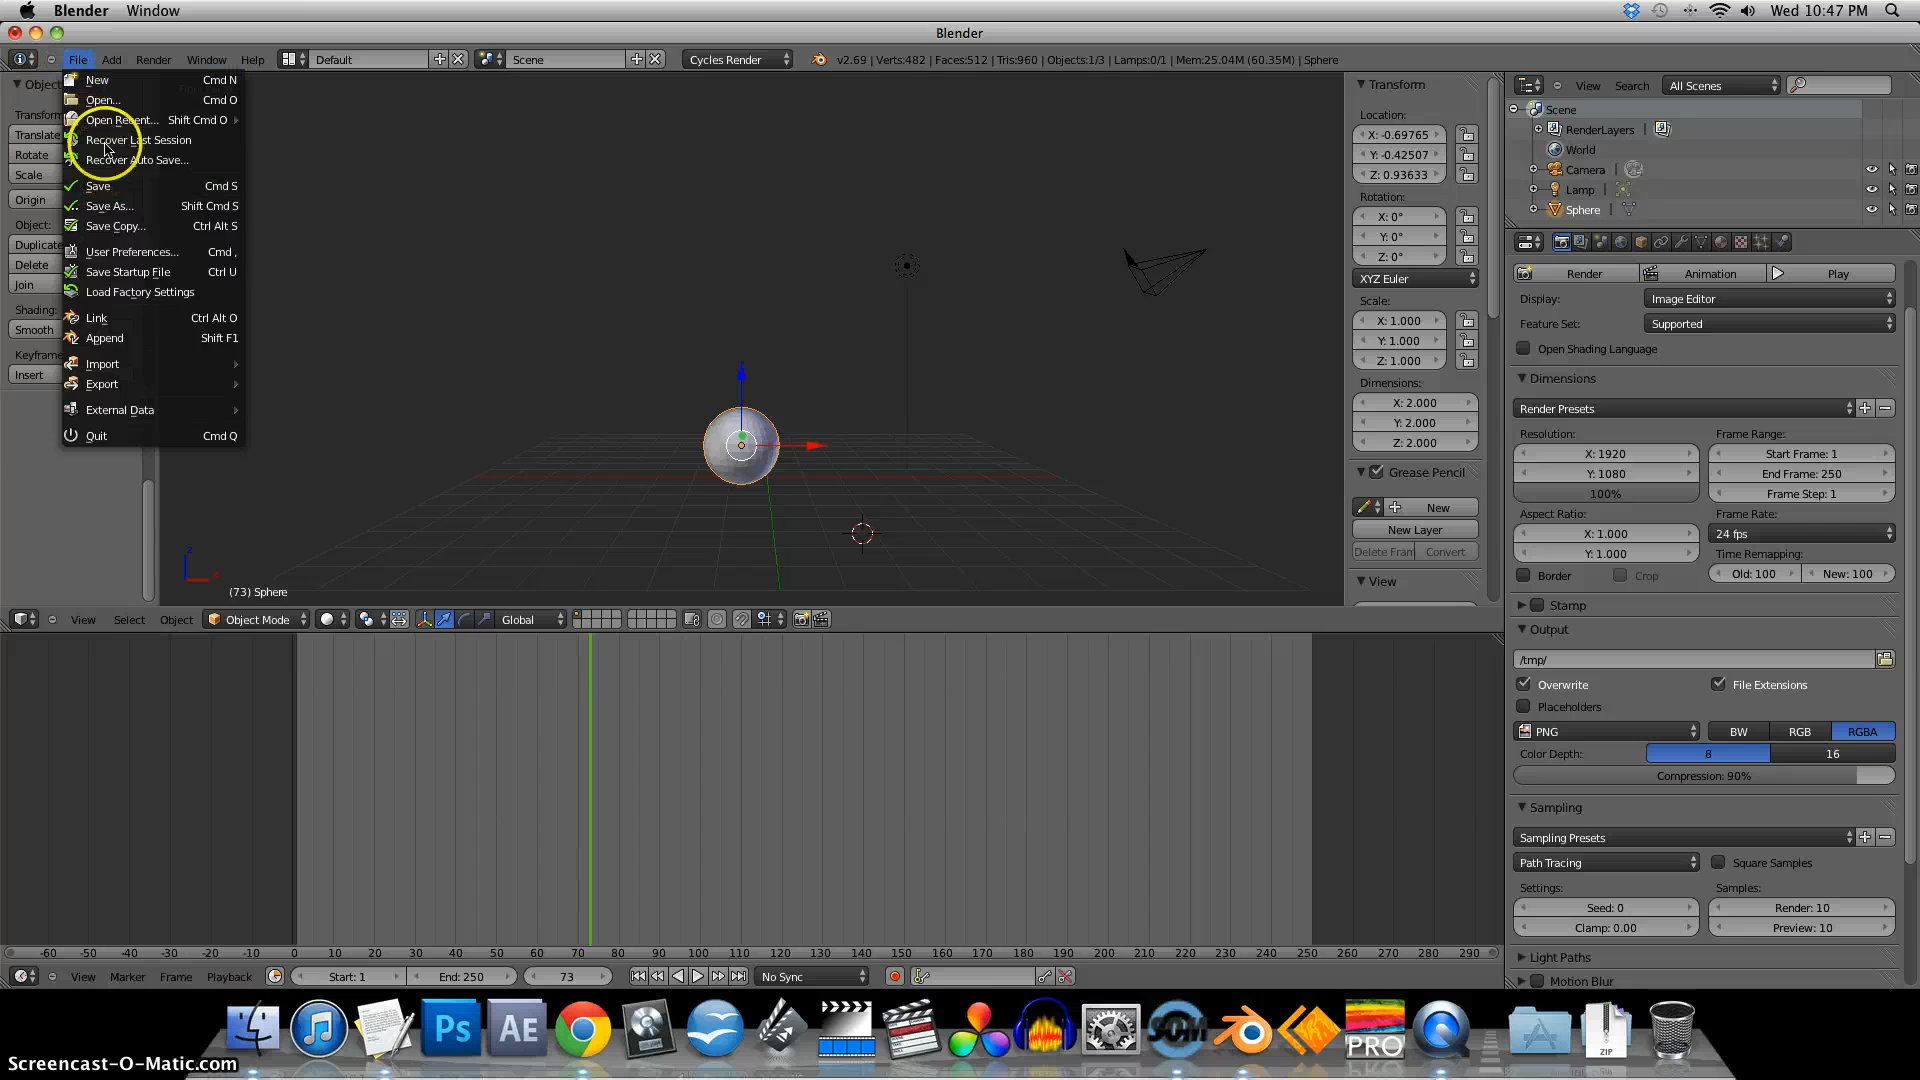 Blender Window Wed 10:47 PM
Blender
File Add Render Window Help Default Scene Cycles Render v2.69 | Verts:482 | Faces:512 | Tris:960 | Objects:1/3 | Lamps:0/1 | Mem:25.04M (60.35M) | Sphere
New Cmd N
Open... Cmd O
Open Recent... Shift Cmd O
Recover Last Session
Recover Auto Save...
Save Cmd S
Save As... Shift Cmd S
Save Copy... Ctrl Alt S
User Preferences... Cmd ,
Save Startup File Ctrl U
Load Factory Settings
Link Ctrl Alt O
Append Shift F1
Import
Export
External Data
Quit Cmd Q
Object
Transform
Translate
Rotate
Scale
Origin
Object:
Duplicate
Delete
Join
Shading:
Smooth
Keyframe
Insert
z
x
(73) Sphere
Transform
Location:
X: -0.69765
Y: -0.42507
Z: 0.93633
Rotation:
X: 0°
Y: 0°
Z: 0°
XYZ Euler
Scale:
X: 1.000
Y: 1.000
Z: 1.000
Dimensions:
X: 2.000
Y: 2.000
Z: 2.000
Grease Pencil
New
New Layer
Delete Fram Convert
View
View Search All Scenes
Scene
RenderLayers
World
Camera
Lamp
Sphere
Render Animation Play
Display: Image Editor
Feature Set: Supported
Open Shading Language
Dimensions
Render Presets
Resolution: Frame Range:
X: 1920 Start Frame: 1
Y: 1080 End Frame: 250
100% Frame Step: 1
Aspect Ratio: Frame Rate:
X: 1.000 24 fps
Y: 1.000 Time Remapping:
Border Crop Old: 100 New: 100
Stamp
Output
/tmp/
Overwrite File Extensions
Placeholders
PNG BW RGB RGBA
Color Depth: 8 16
Compression: 90%
Sampling
Sampling Presets
Path Tracing Square Samples
Settings: Samples:
Seed: 0 Render: 10
Clamp: 0.00 Preview: 10
Light Paths
Motion Blur
View Select Object Object Mode Global
-60 -50 -40 -30 -20 -10 0 10 20 30 40 50 60 70 80 90 100 110 120 130 140 150 160 170 180 190 200 210 220 230 240 250 260 270 280 290
View Marker Frame Playback Start: 1 End: 250 73 No Sync
Ps AE SOM PRO ZIP
Screencast-O-Matic.com